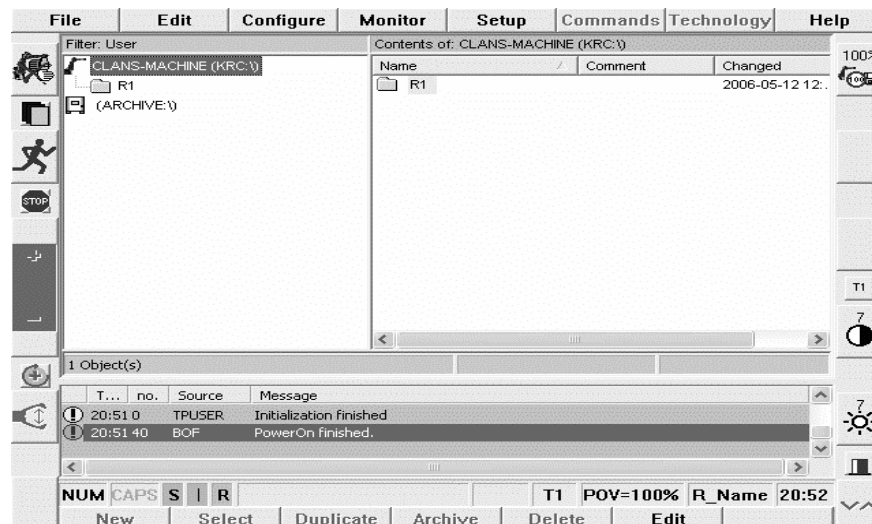 File Edit Configure Monitor Setup Commands Technology Help
Filter: User Contents of: CLANS-MACHINE (KRC:\)
CLANS-MACHINE (KRC:\) Name Comment Changed
R1 R1 2006-05-12 12:..
(ARCHIVE:\)
100%
STOP
+
–
T1
7
1 Object(s)
T... no. Source Message
20:51 0 TPUSER Initialization finished
20:51 40 BOF PowerOn finished.
7
NUM CAPS S I R T1 POV=100% R_Name 20:52
New Select Duplicate Archive Delete Edit